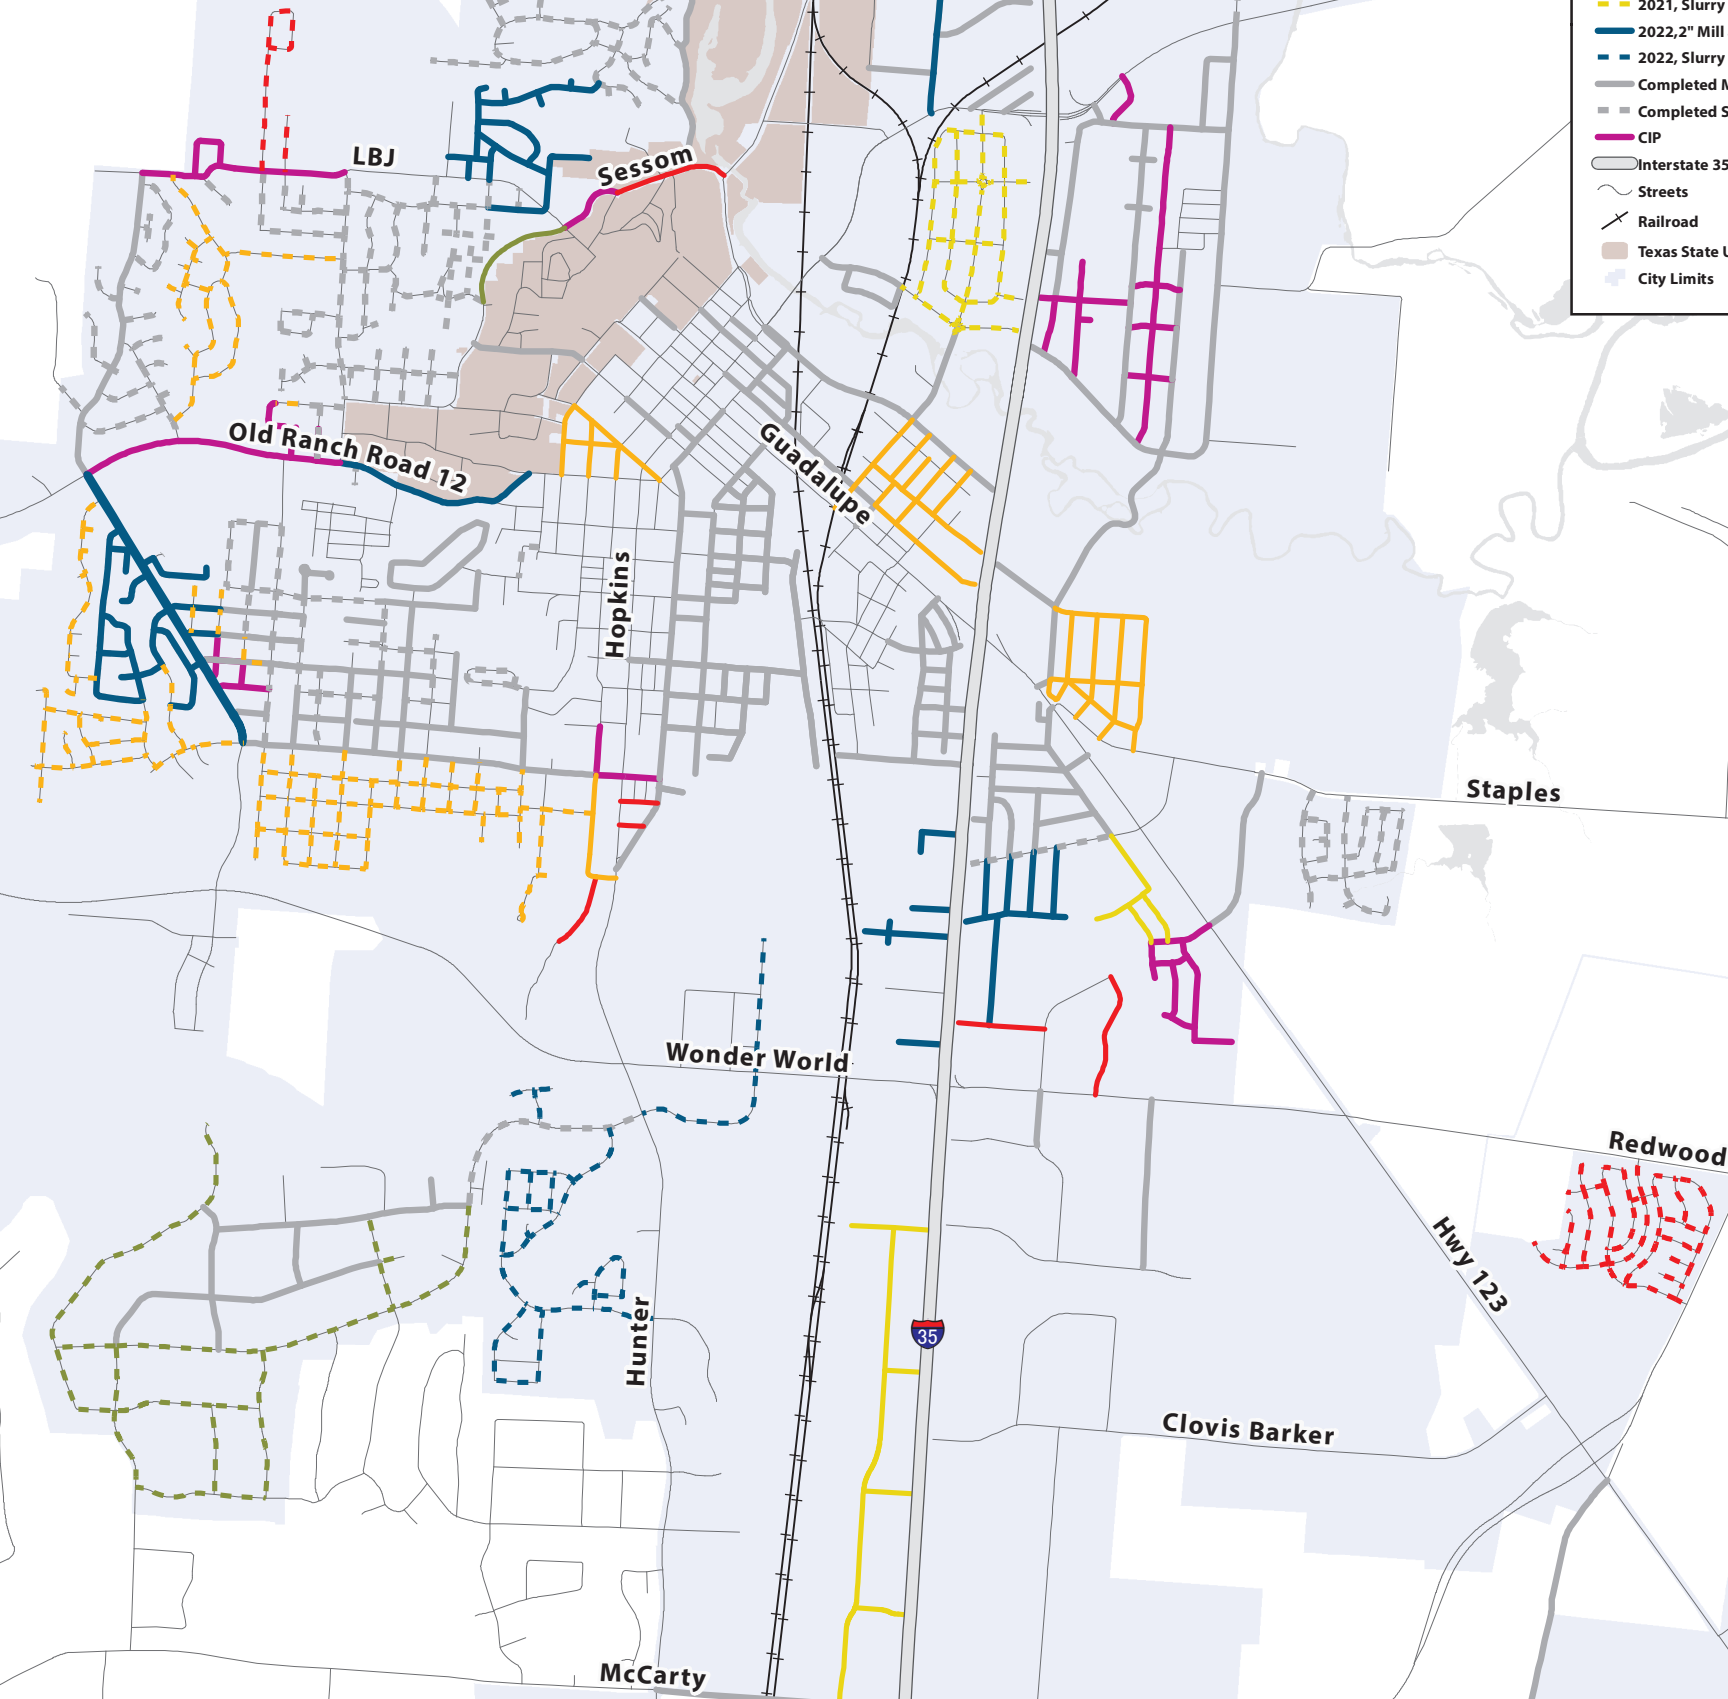 2021, Slurry
2022,2" Mill
2022, Slurry
Completed M
Completed S
CIP
Interstate 35
Streets
Railroad
Texas State U
City Limits
LBJ
Sessom
Old Ranch Road 12
Guadalupe
Hopkins
Staples
Wonder World
Redwood
Hwy 123
35
Hunter
Clovis Barker
McCarty